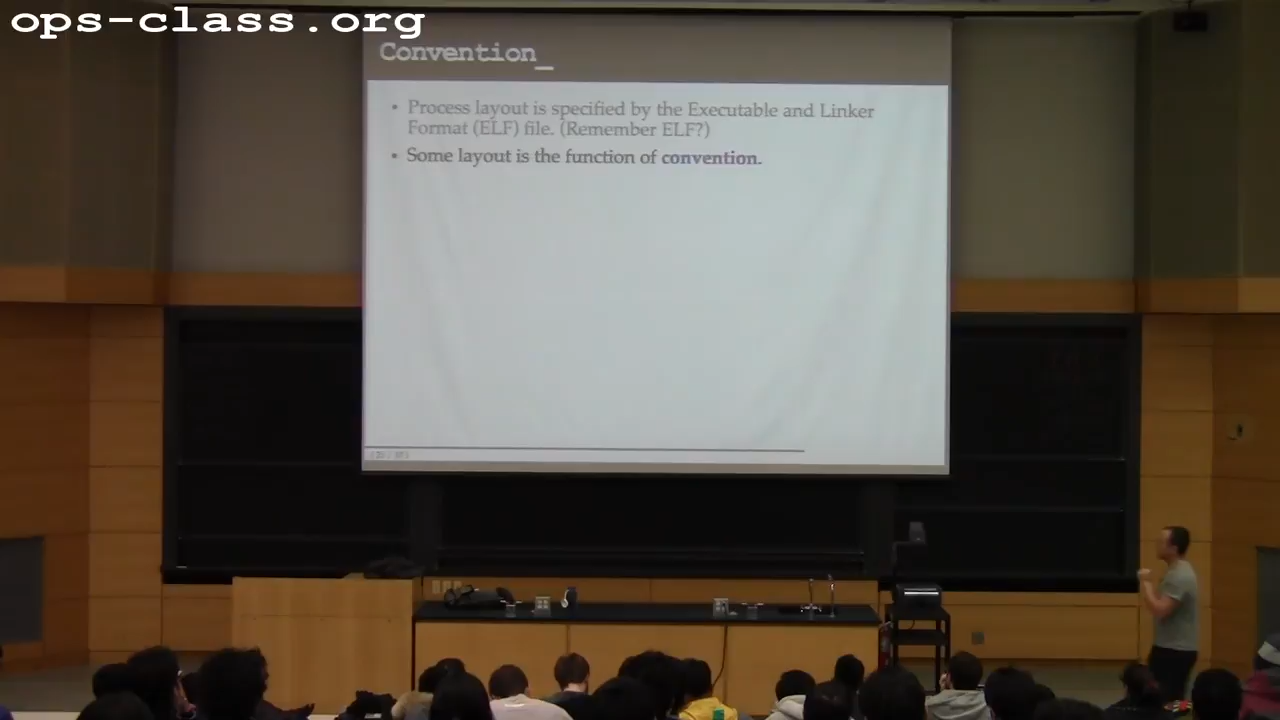 ops-class.org
Convention_
• Process layout is specified by the Executable and Linker
Format (ELF) file. (Remember ELF?)
• Some layout is the function of convention.